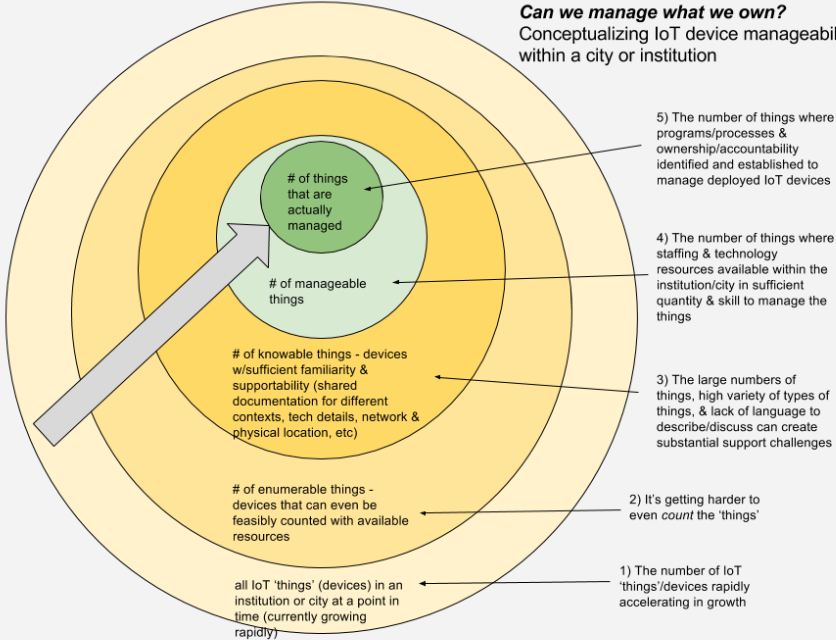 Can we manage what we own?
Conceptualizing IoT device manageabil
within a city or institution
5) The number of things where
programs/processes &
ownership/accountability
identified and established to
manage deployed IoT devices
# of things
that are
actually
managed
4) The number of things where
staffing & technology
resources available within the
institution/city in sufficient
quantity & skill to manage the
things
# of manageable
things
# of knowable things - devices
w/sufficient familiarity &
supportability (shared
documentation for different
contexts, tech details, network &
physical location, etc)
3) The large numbers of
things, high variety of types of
things, & lack of language to
describe/discuss can create
substantial support challenges
# of enumerable things -
devices that can even be
feasibly counted with available
resources
2) It's getting harder to
even count the 'things'
1) The number of IoT
'things'/devices rapidly
accelerating in growth
all IoT 'things' (devices) in an
institution or city at a point in
time (currently growing
rapidly)